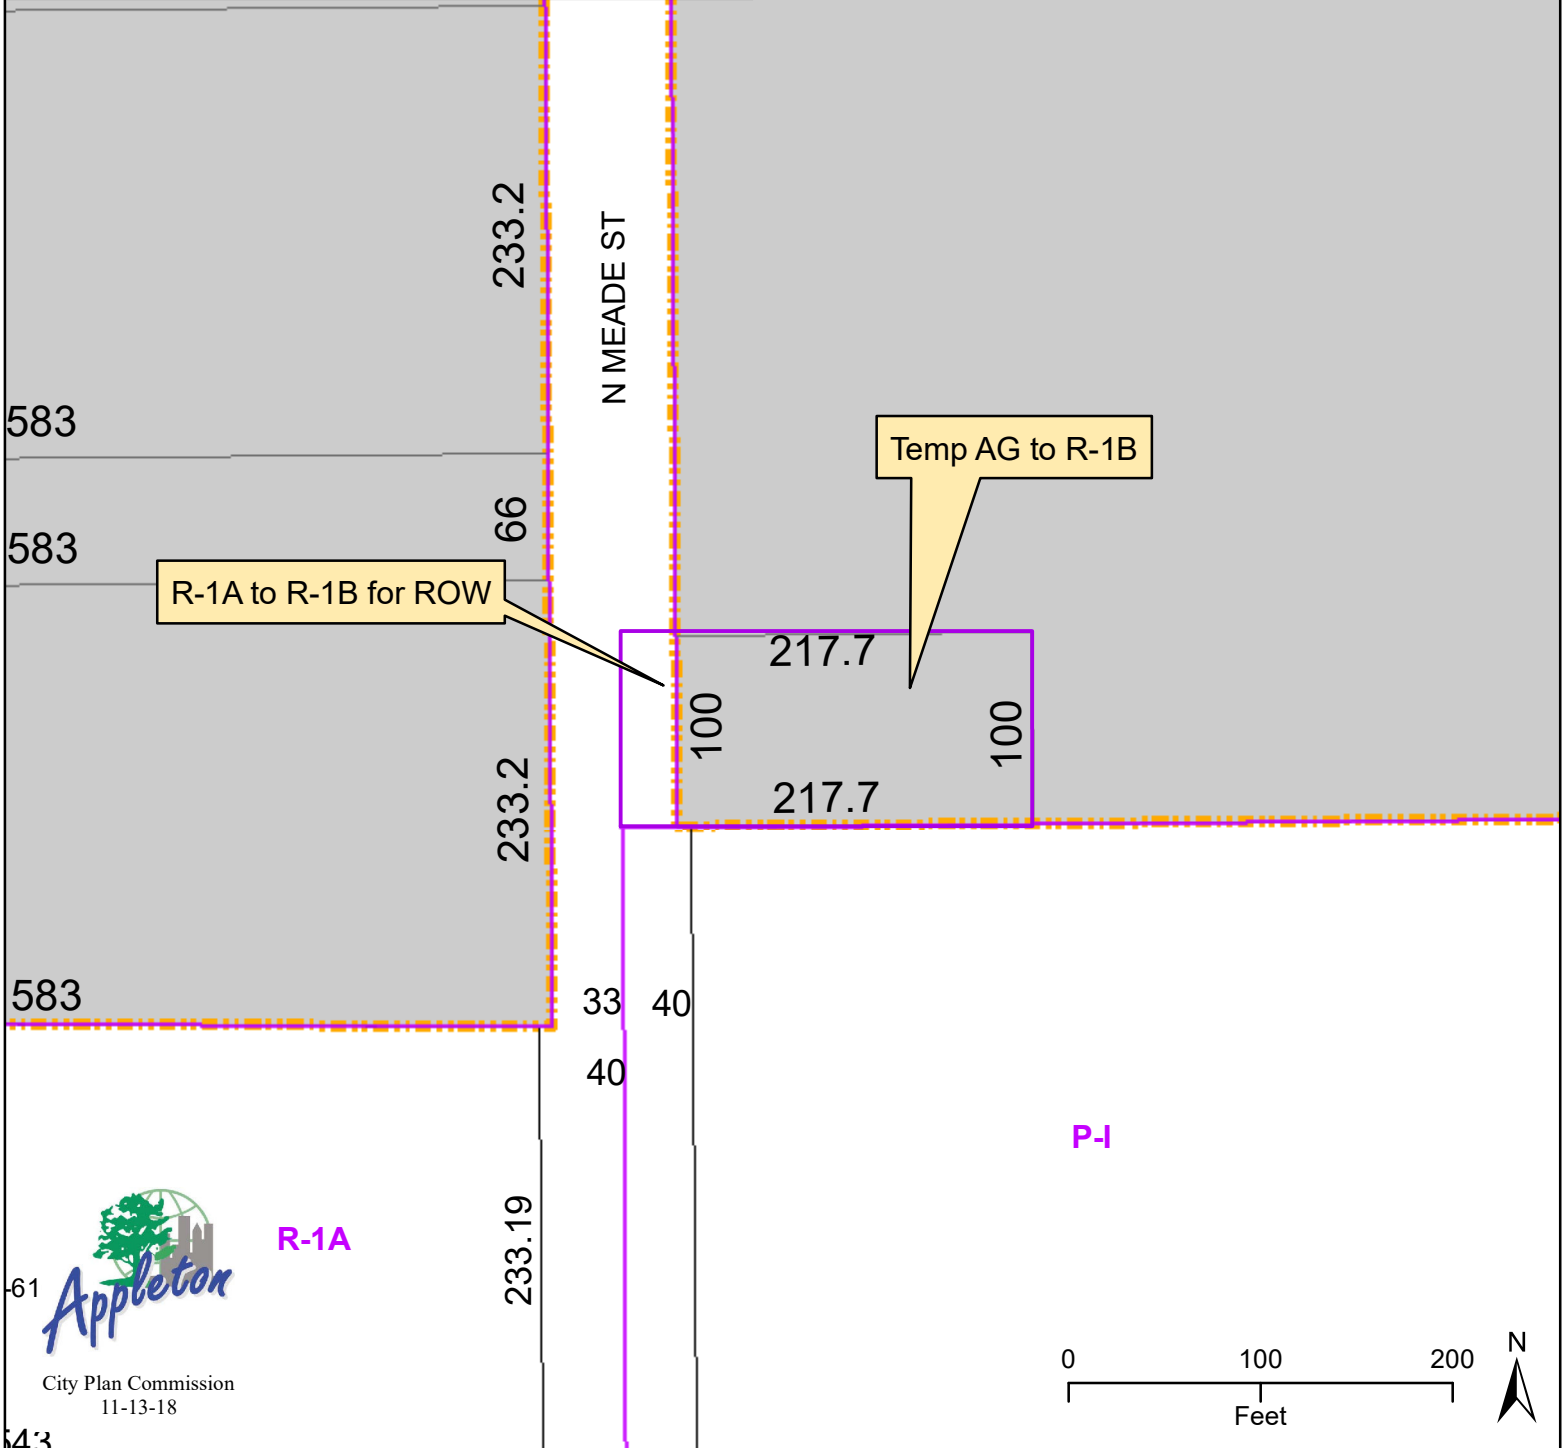 233.2
N MEADE ST
583
Temp AG to R-1B
66
583
R-1A to R-1B for ROW
217.7
100
100
217.7
233.2
583
33
40
40
P-I
233.19
R-1A
61
Appleton
City Plan Commission
11-13-18
0 100 200
Feet
N